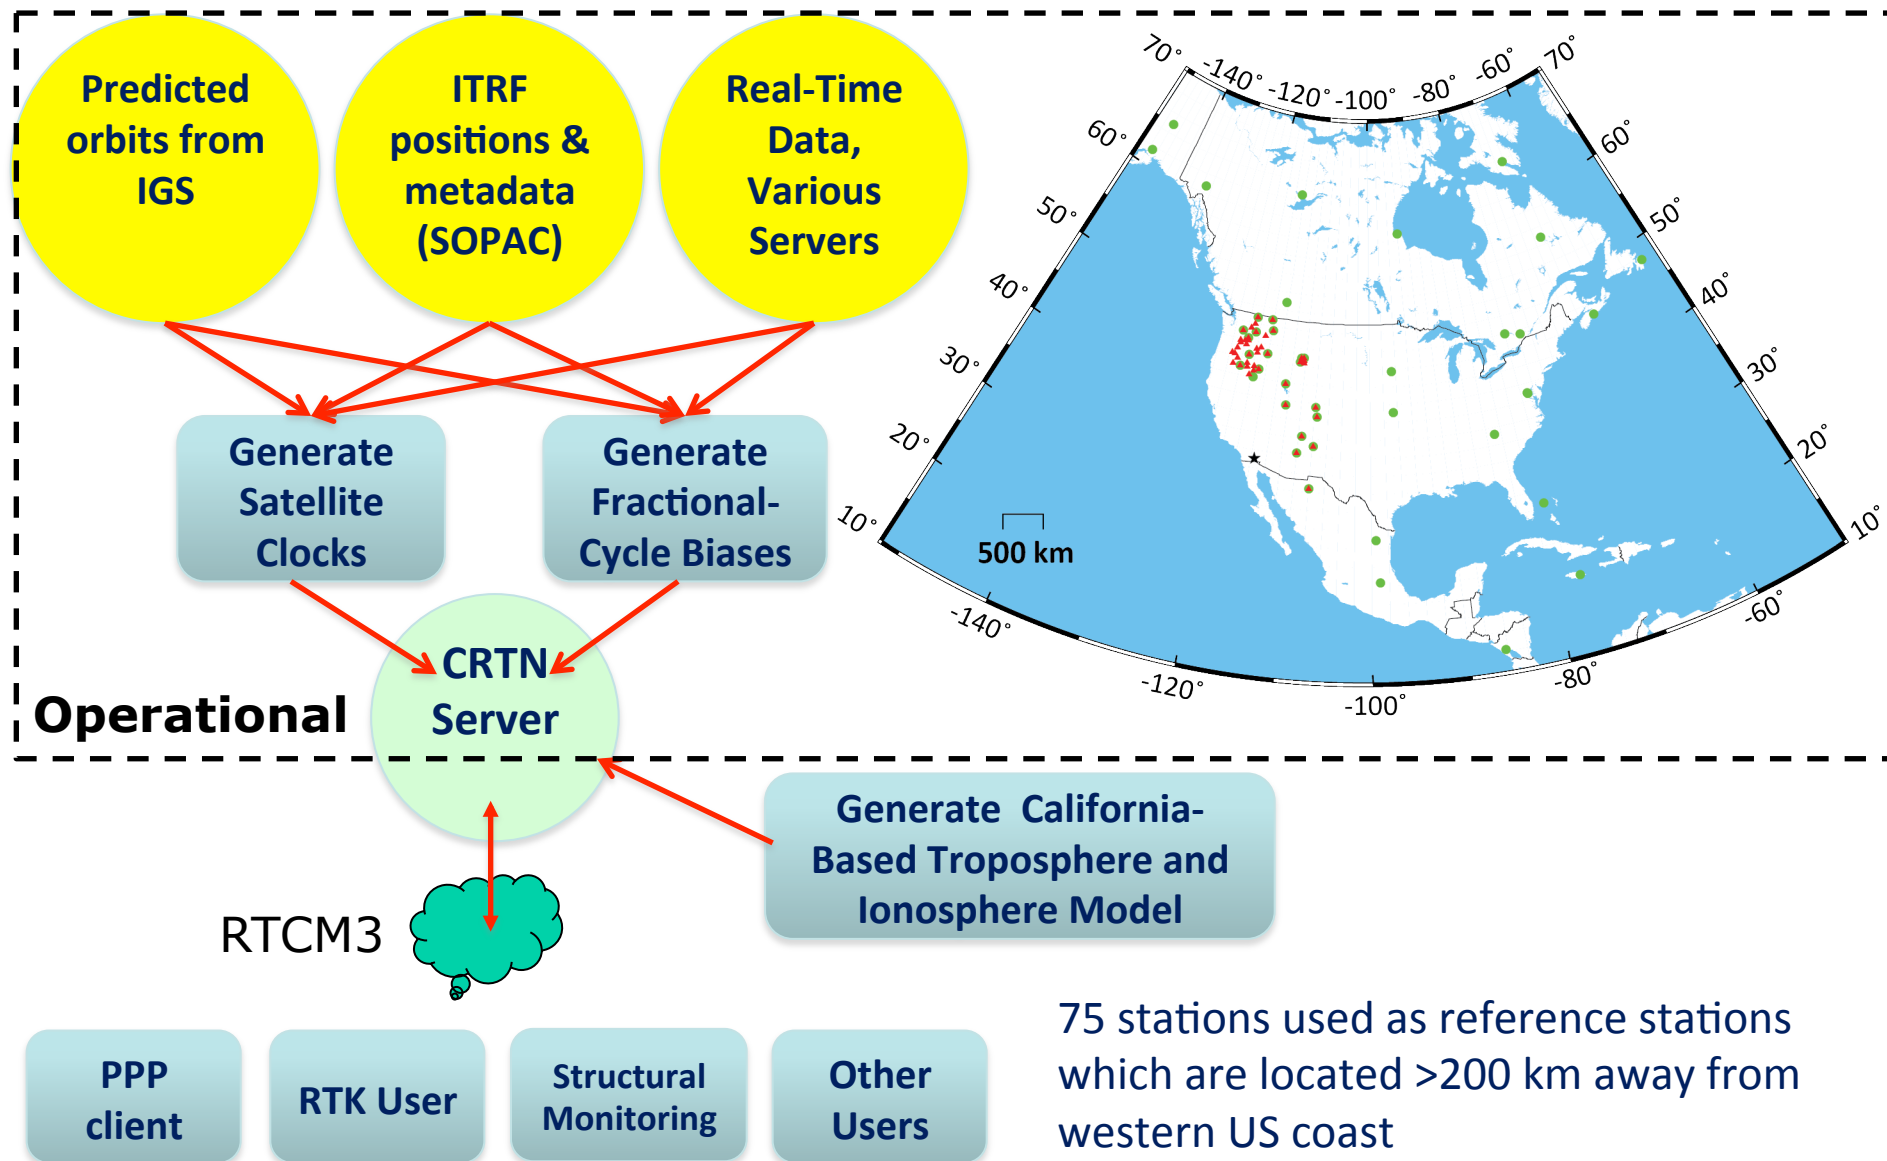 Predicted
orbits from
IGS
ITRF
positions &
metadata
(SOPAC)
Real-Time
Data,
Various
Servers
Generate
Satellite
Clocks
Generate
Fractional-
Cycle Biases
CRTN
Server
Operational
Generate  California-
Based Troposphere and
Ionosphere Model
RTCM3
PPP
client
RTK User
Structural
Monitoring
Other
Users
70˚
-140˚
-120˚
-100˚
-80˚
-60˚
70˚
60˚
60˚
50˚
50˚
40˚
40˚
30˚
30˚
20˚
20˚
10˚
10˚
500 km
-140˚
-120˚
-100˚
-80˚
-60˚
75 stations used as reference stations
which are located >200 km away from
western US coast